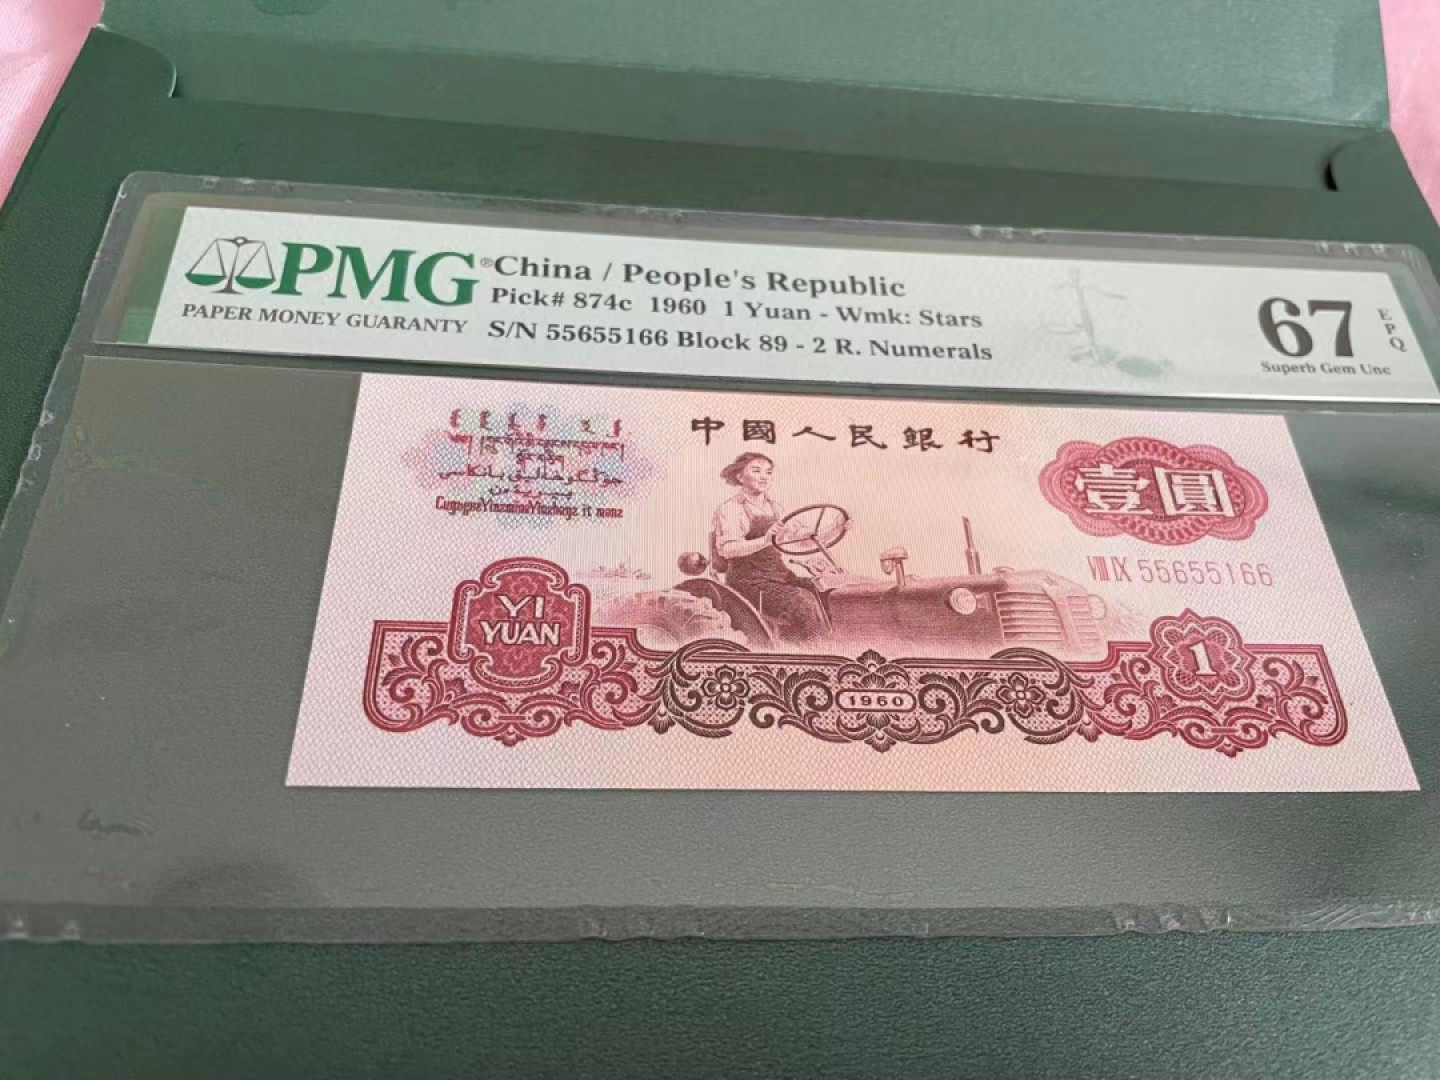 PMG®
PAPER MONEY GUARANTY
China / People's Republic
Pick# 874c 1960 1 Yuan - Wmk: Stars
S/N 55655166 Block 89 - 2 R. Numerals
67
EPQ
Superb Gem Unc
中國人民銀行
壹圓
VIII IX 55655166
YI
YUAN
1960
1